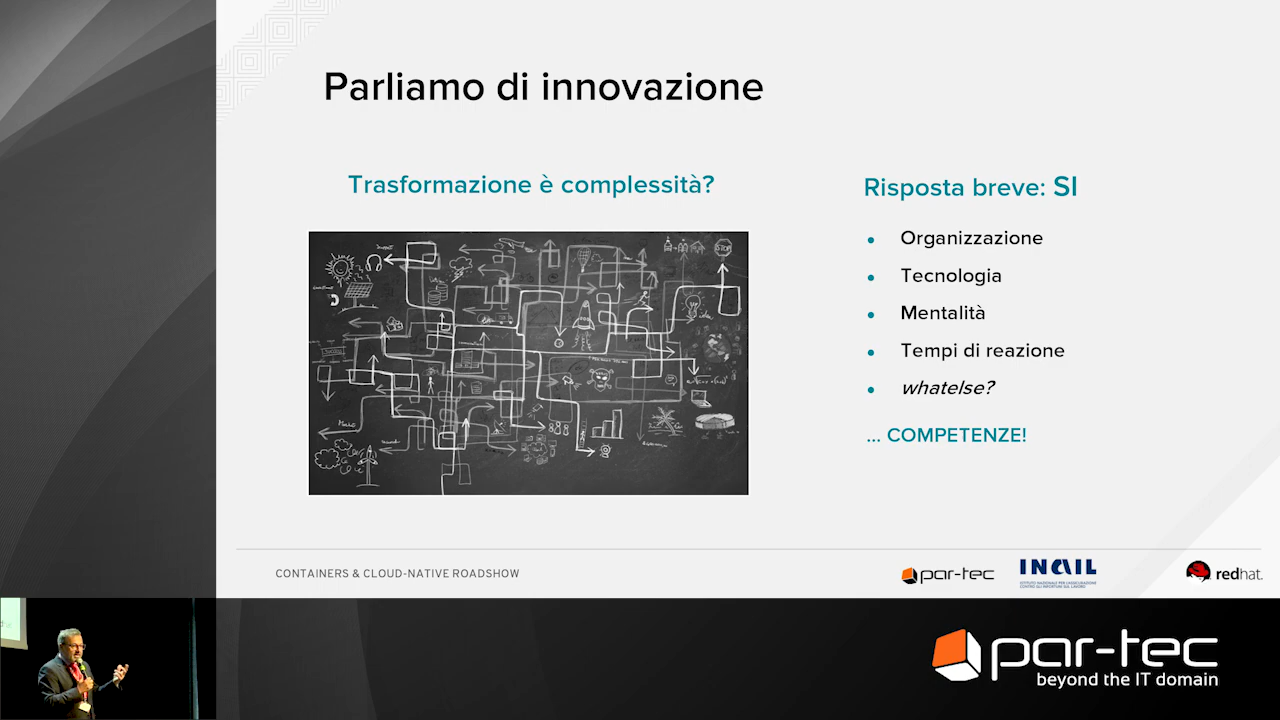 Parliamo di innovazione
Trasformazione è complessità?
Risposta breve: SI
Organizzazione
Tecnologia
Mentalità
Tempi di reazione
whatelse?
... COMPETENZE!
CONTAINERS & CLOUD-NATIVE ROADSHOW
par-tec
INAIL
ISTITUTO NAZIONALE PER L'ASSICURAZIONE
CONTRO GLI INFORTUNI SUL LAVORO
redhat.
par-tec
beyond the IT domain